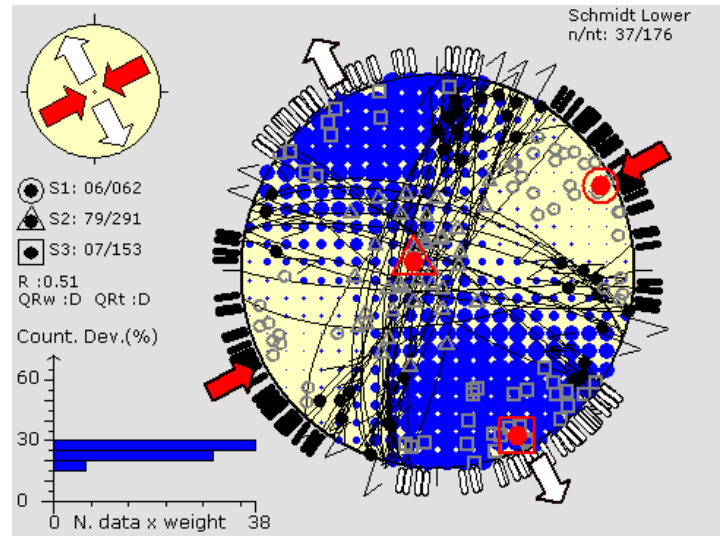 Schmidt Lower
n/nt: 37/176
S1: 06/062
S2: 79/291
S3: 07/153
R :0.51
QRw :D QRt :D
Count. Dev.(%)
60
30
0
0 N. data x weight 38